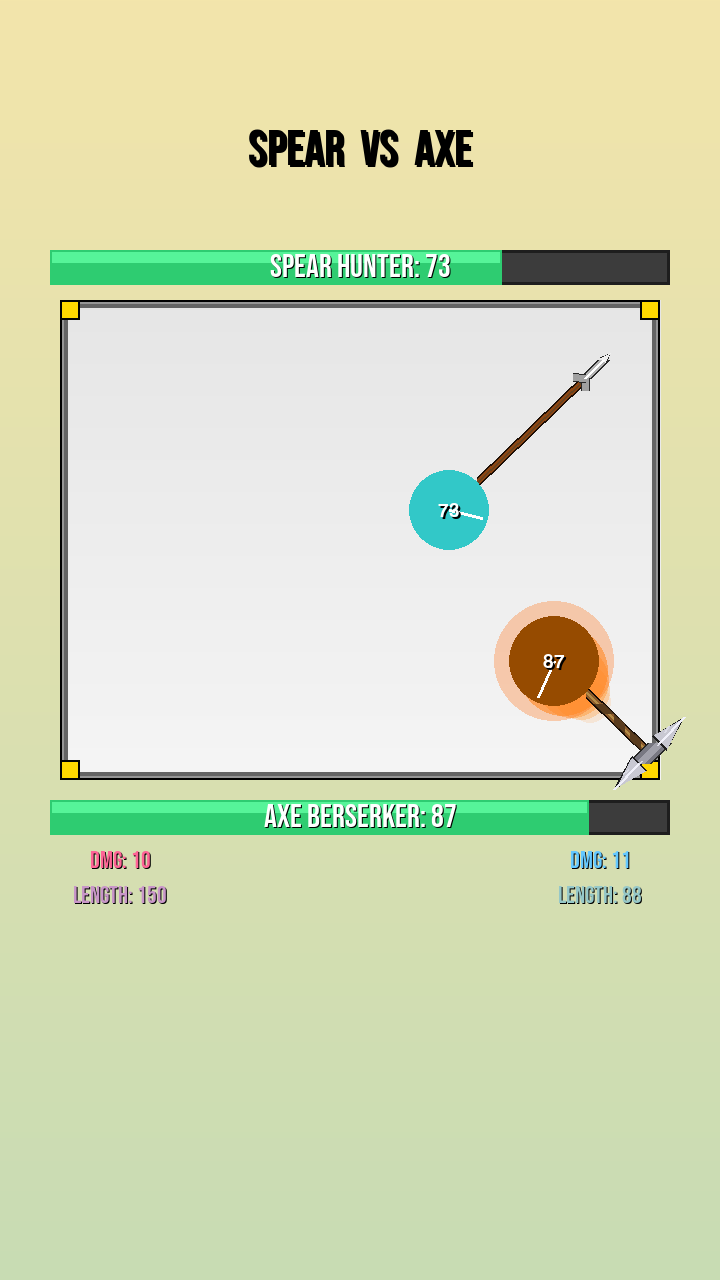 SPEAR VS AXE
SPEAR HUNTER: 73
73
87
AXE BERSERKER: 87
DMG: 10
DMG: 11
LENGTH: 150
LENGTH: 88